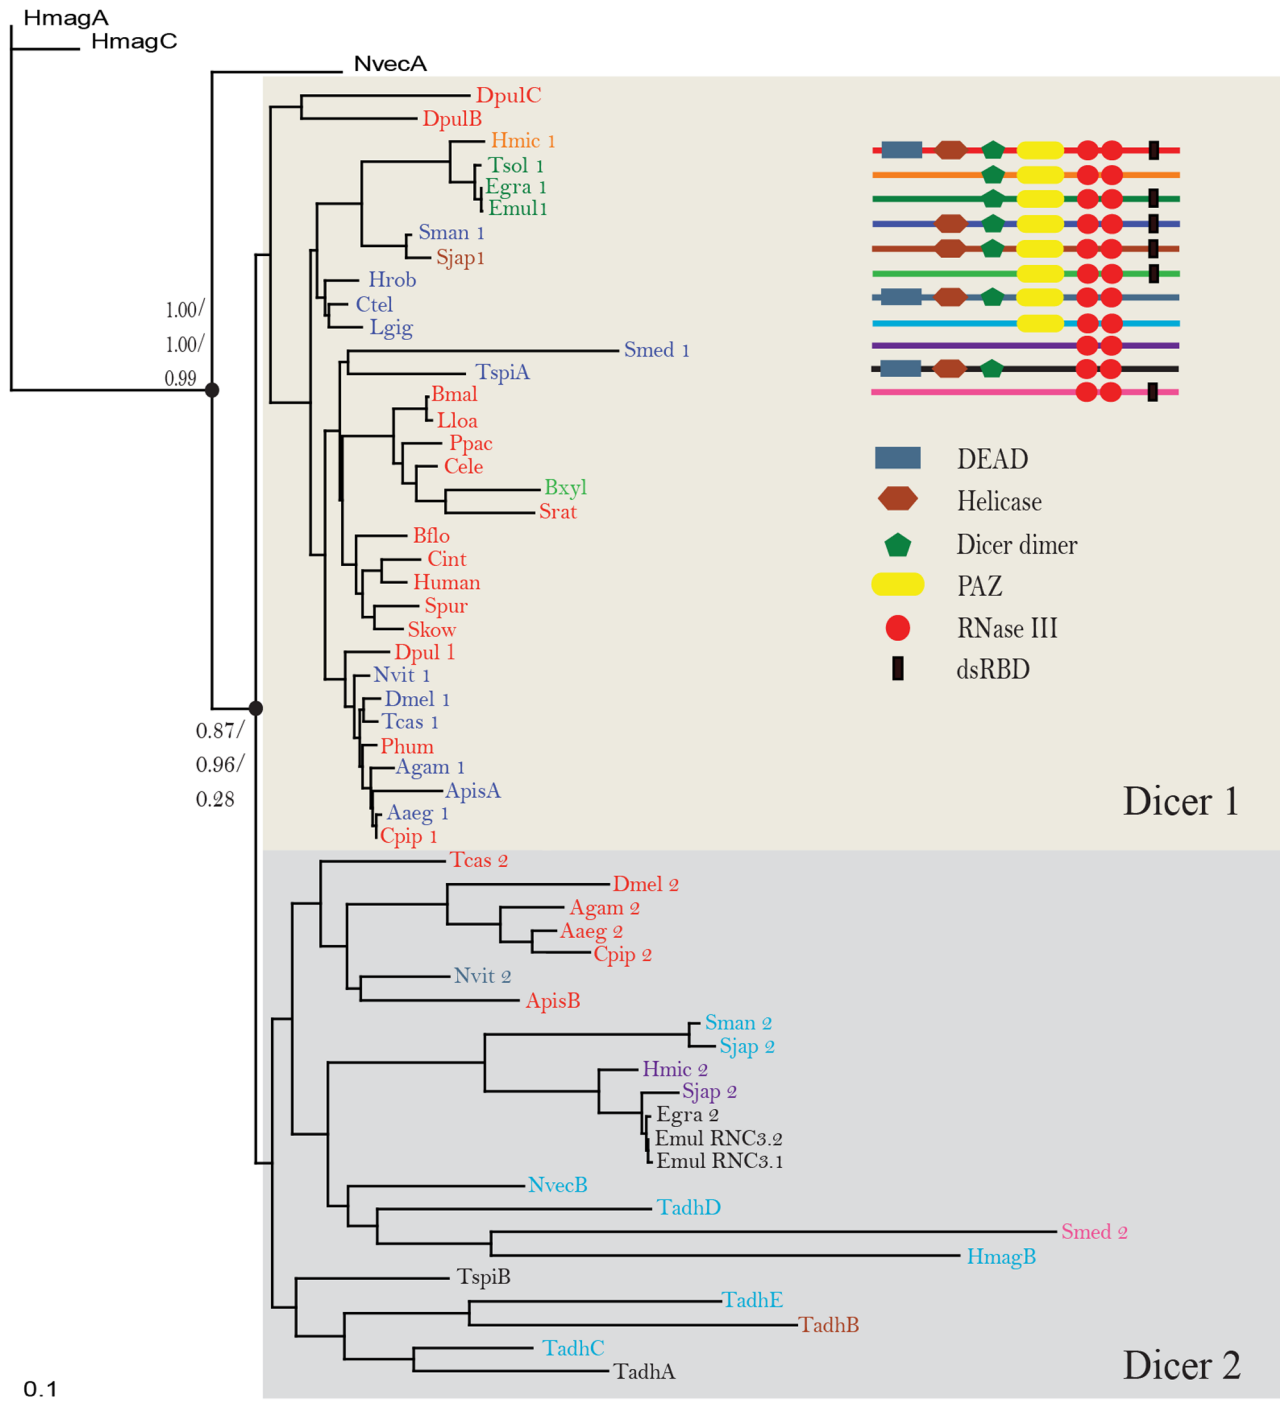 HmagA
HmagC
NvecA
DpulC
DpulB
Hmic 1
Tsol 1
Egra 1
Emul1
Sman 1
Sjap1
Hrob
Ctel
Lgig
1.00/
1.00/
0.99
Smed 1
TspiA
Bmal
Lloa
Ppac
Cele
Bxyl
Srat
DEAD
Helicase
Dicer dimer
PAZ
RNase III
dsRBD
Bflo
Cint
Human
Spur
Skow
Dpul 1
Nvit 1
Dmel 1
Tcas 1
Phum
Agam 1
ApisA
Aaeg 1
Cpip 1
0.87/
0.96/
0.28
Dicer 1
Tcas 2
Dmel 2
Agam 2
Aaeg 2
Cpip 2
Nvit 2
ApisB
Sman 2
Sjap 2
Hmic 2
Sjap 2
Egra 2
Emul RNC3.2
Emul RNC3.1
NvecB
TadhD
Smed 2
HmagB
TspiB
TadhE
TadhB
TadhC
TadhA
Dicer 2
0.1